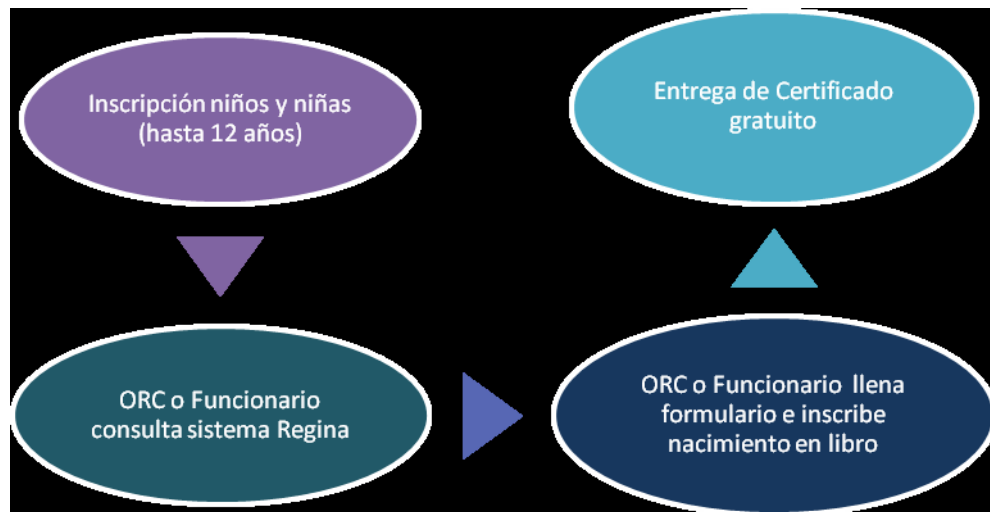 Inscripción niños y niñas
(hasta 12 años)
ORC o Funcionario
consulta sistema Regina
ORC o Funcionario llena
formulario e inscribe
nacimiento en libro
Entrega de Certificado
gratuito